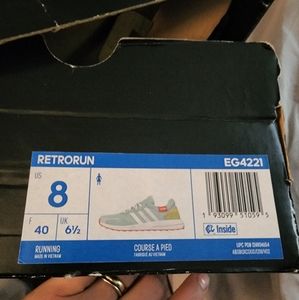 RETRORUN
EG4221
US
8
F
40
UK
6½
RUNNING
MADE IN VIETNAM
COURSE A PIED
FABRIQUE AU VIETNAM
1 93099 51059 5
Inside